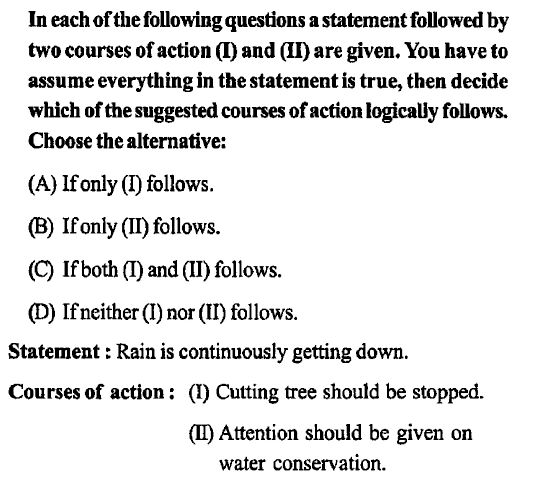 In each of the following questions a statement followed by
two courses of action (I) and (II) are given. You have to
assume everything in the statement is true, then decide
which of the suggested courses of action logically follows.
Choose the alternative:
(A) If only (I) follows.
(B) If only (II) follows.
(C) If both (I) and (II) follows.
(D) If neither (I) nor (II) follows.
Statement : Rain is continuously getting down.
Courses of action : (I) Cutting tree should be stopped.
(II) Attention should be given on
water conservation.